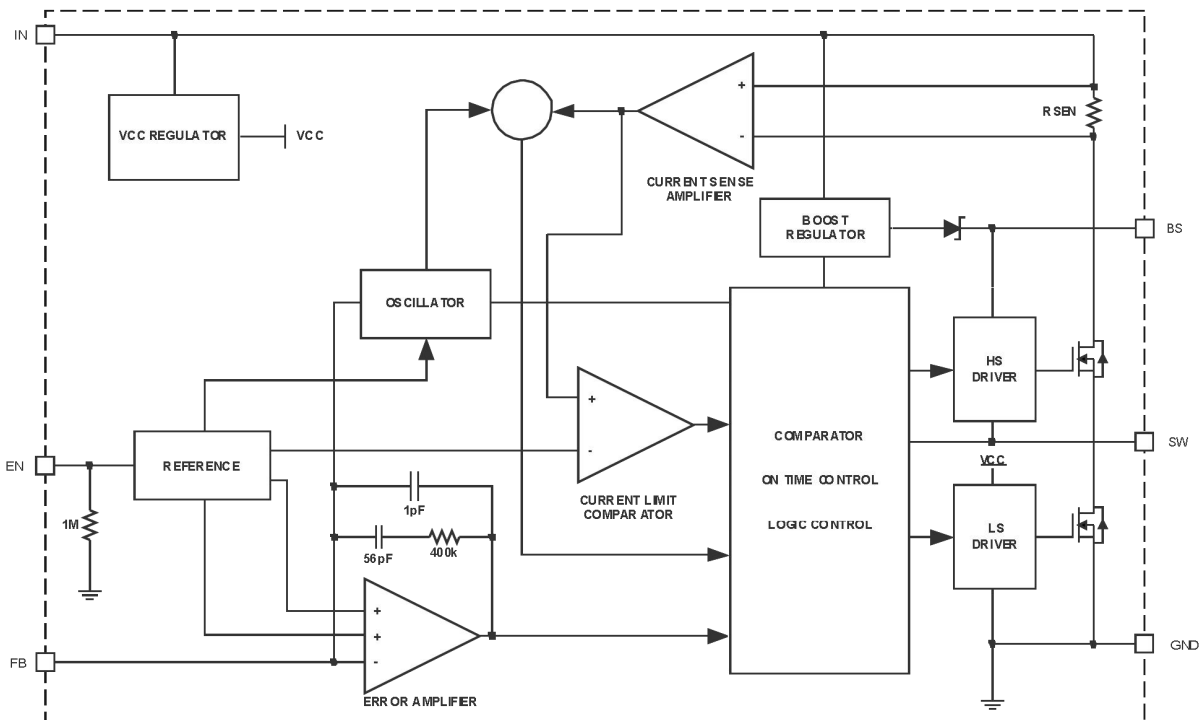 IN
VCC REGULATOR
VCC
+
-
RSEN
CURRENT SENSE
AMPLIFIER
BOOST
REGULATOR
BS
OSCILLATOR
HS
DRIVER
+
-
CURRENT LIMIT
COMPARATOR
COMPARATOR
ON TIME CONTROL
LOGIC CONTROL
SW
VCC
EN
REFERENCE
1M
1pF
56pF
400k
LS
DRIVER
+
+
-
ERROR AMPLIFIER
FB
GND